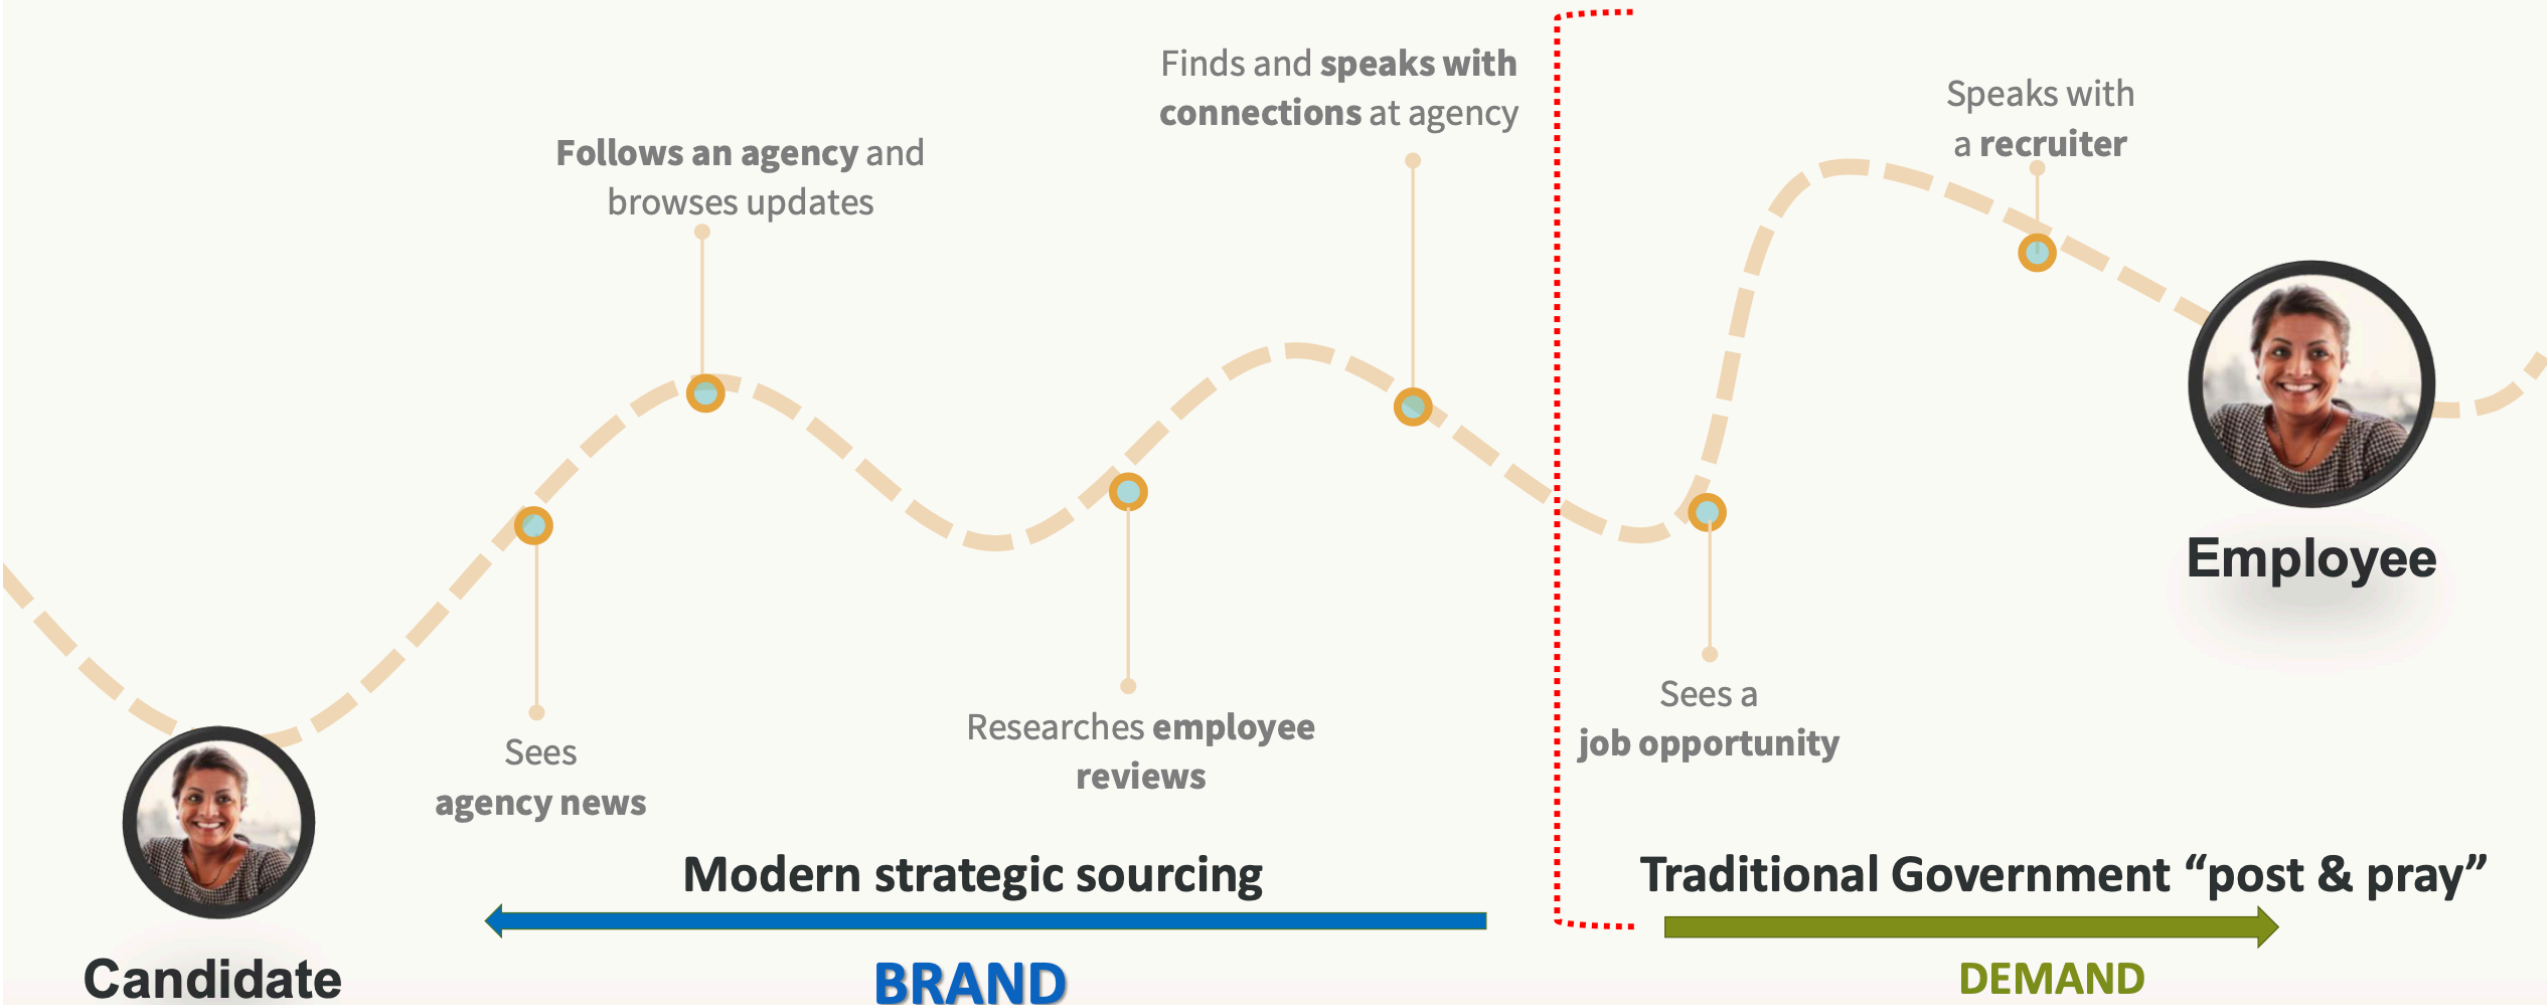 Finds and speaks with
connections at agency
Speaks with
a recruiter
Follows an agency and
browses updates
Employee
Sees a
job opportunity
Researches employee
reviews
Sees
agency news
Modern strategic sourcing
Traditional Government “post & pray”
Candidate
BRAND
DEMAND